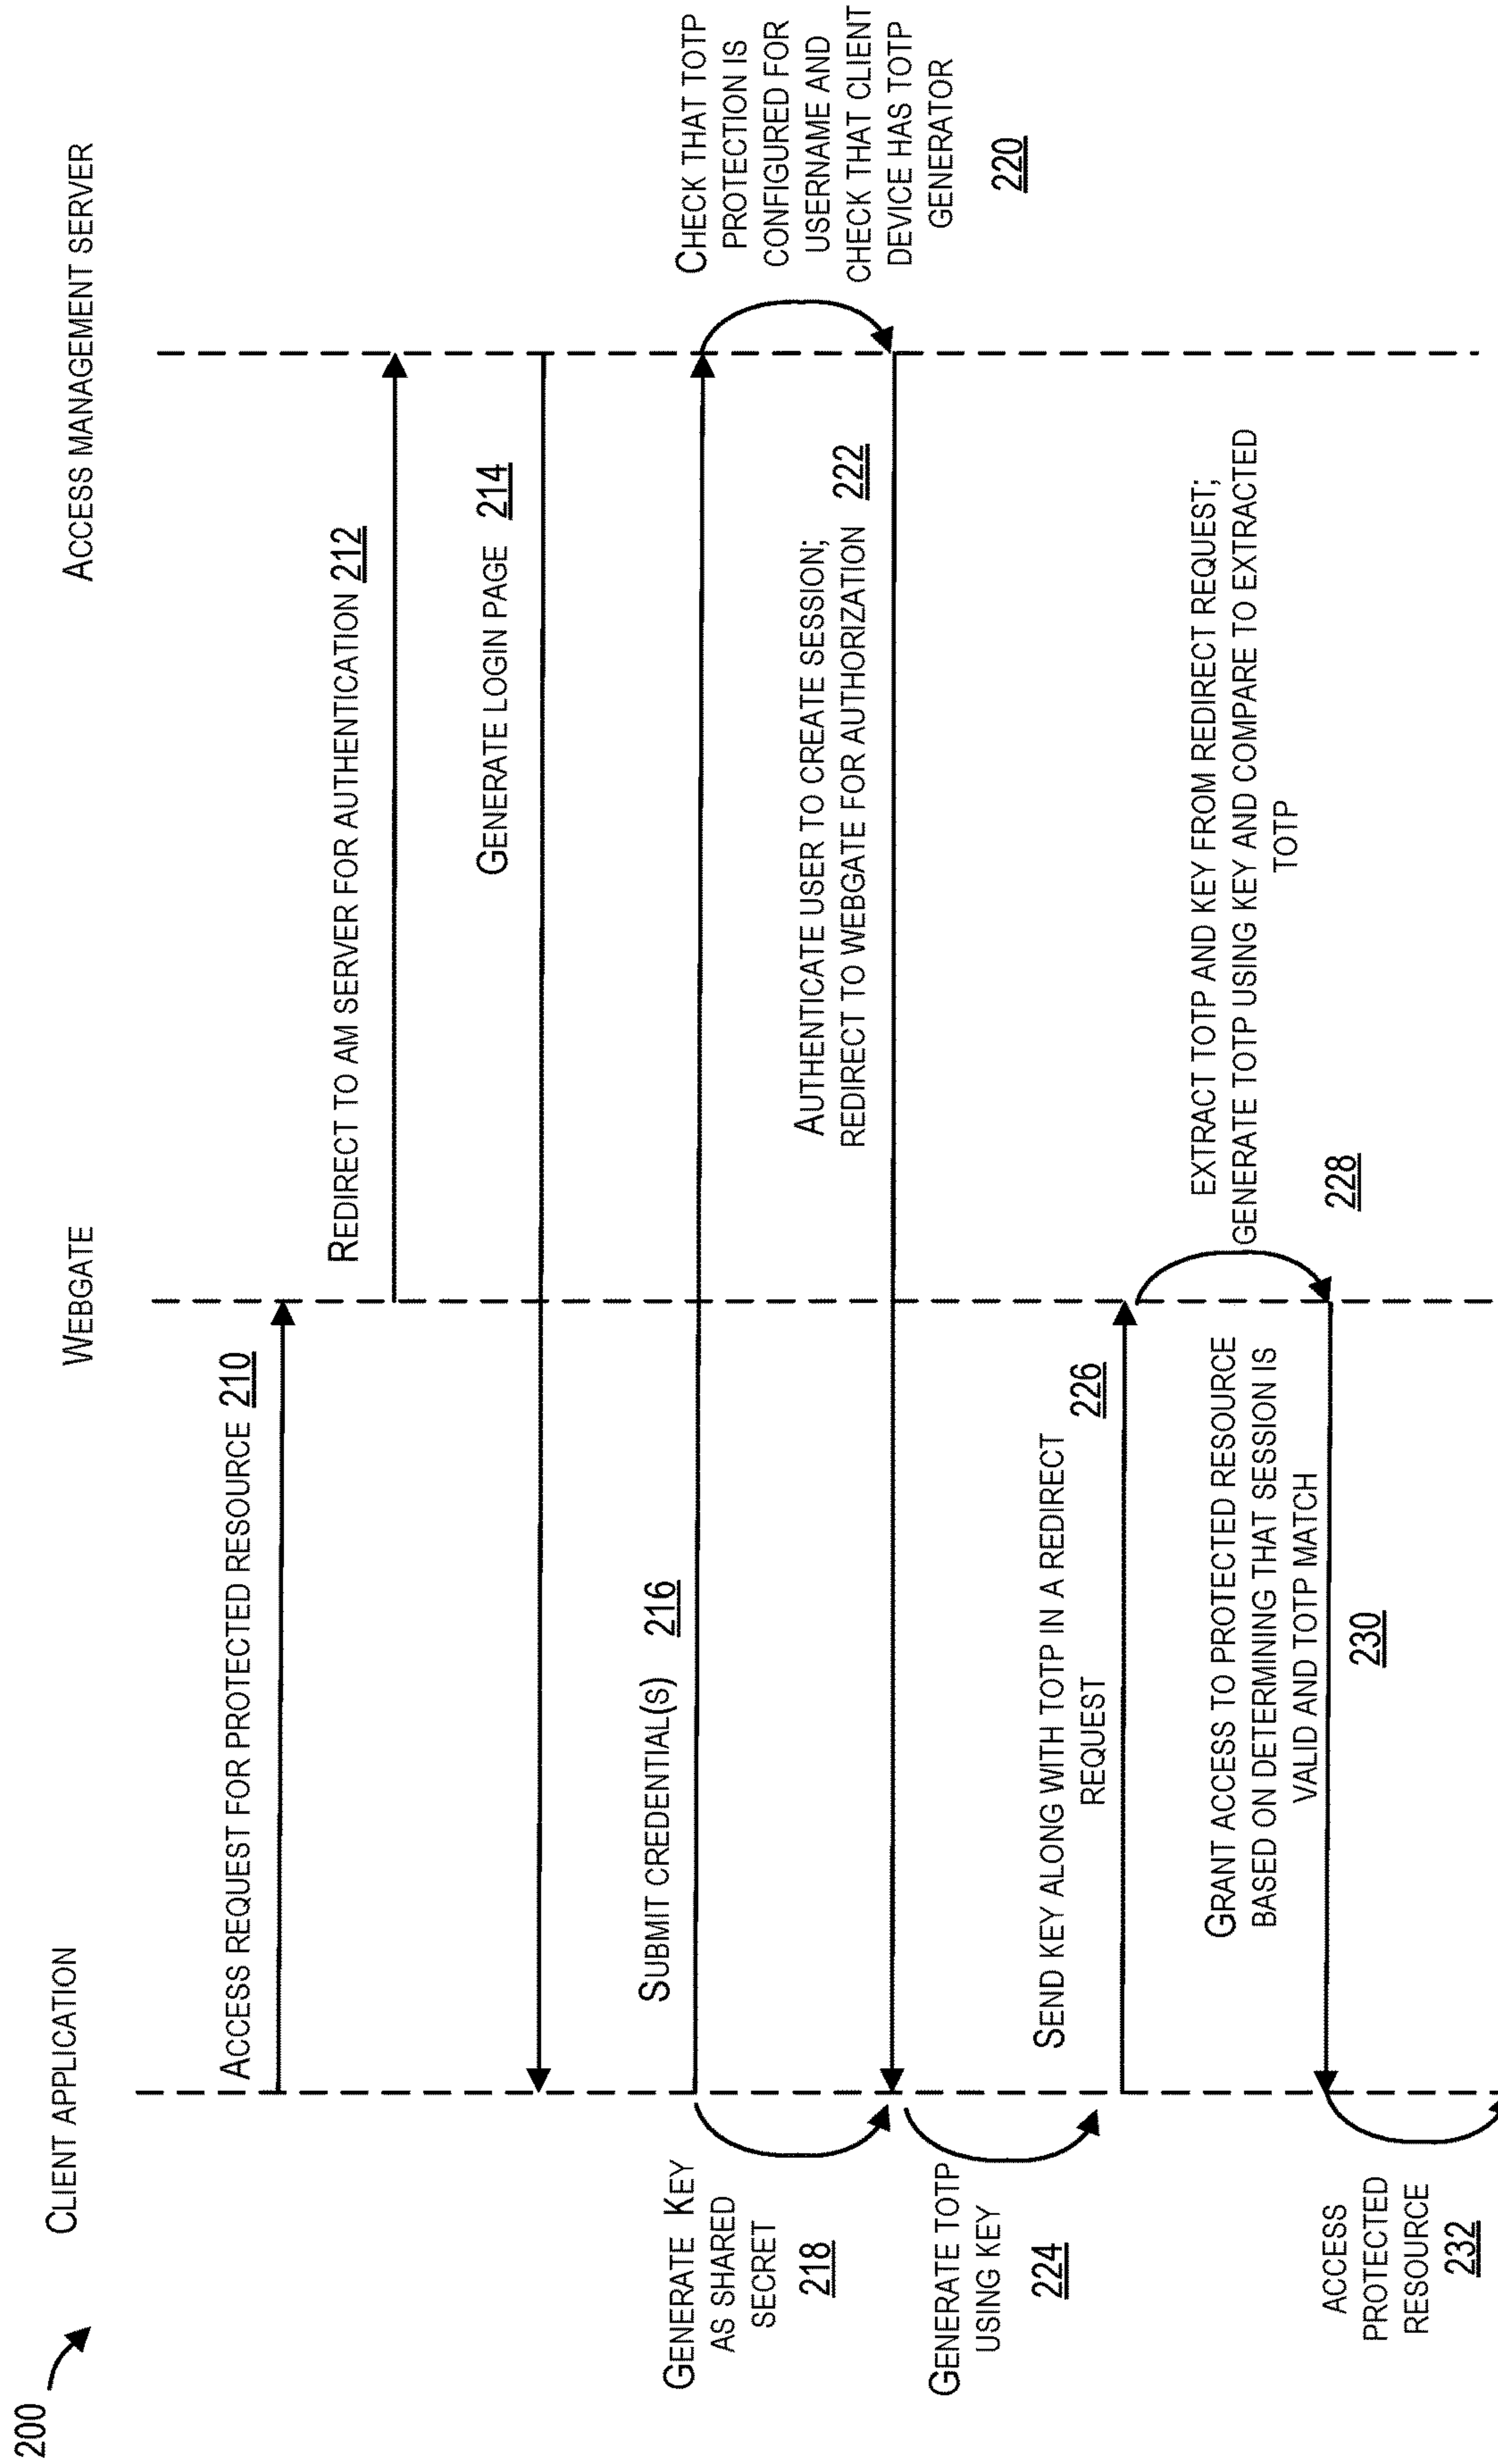 200
CLIENT APPLICATION
WEBGATE
ACCESS MANAGEMENT SERVER
ACCESS REQUEST FOR PROTECTED RESOURCE 210
REDIRECT TO AM SERVER FOR AUTHENTICATION 212
GENERATE LOGIN PAGE 214
SUBMIT CREDENTIAL(S) 216
GENERATE KEY
AS SHARED
SECRET
218
CHECK THAT TOTP
PROTECTION IS
CONFIGURED FOR
USERNAME AND
CHECK THAT CLIENT
DEVICE HAS TOTP
GENERATOR
220
AUTHENTICATE USER TO CREATE SESSION;
REDIRECT TO WEBGATE FOR AUTHORIZATION 222
GENERATE TOTP
USING KEY
224
SEND KEY ALONG WITH TOTP IN A REDIRECT
REQUEST
226
EXTRACT TOTP AND KEY FROM REDIRECT REQUEST;
GENERATE TOTP USING KEY AND COMPARE TO EXTRACTED
TOTP
228
GRANT ACCESS TO PROTECTED RESOURCE
BASED ON DETERMINING THAT SESSION IS
VALID AND TOTP MATCH
230
ACCESS
PROTECTED
RESOURCE
232